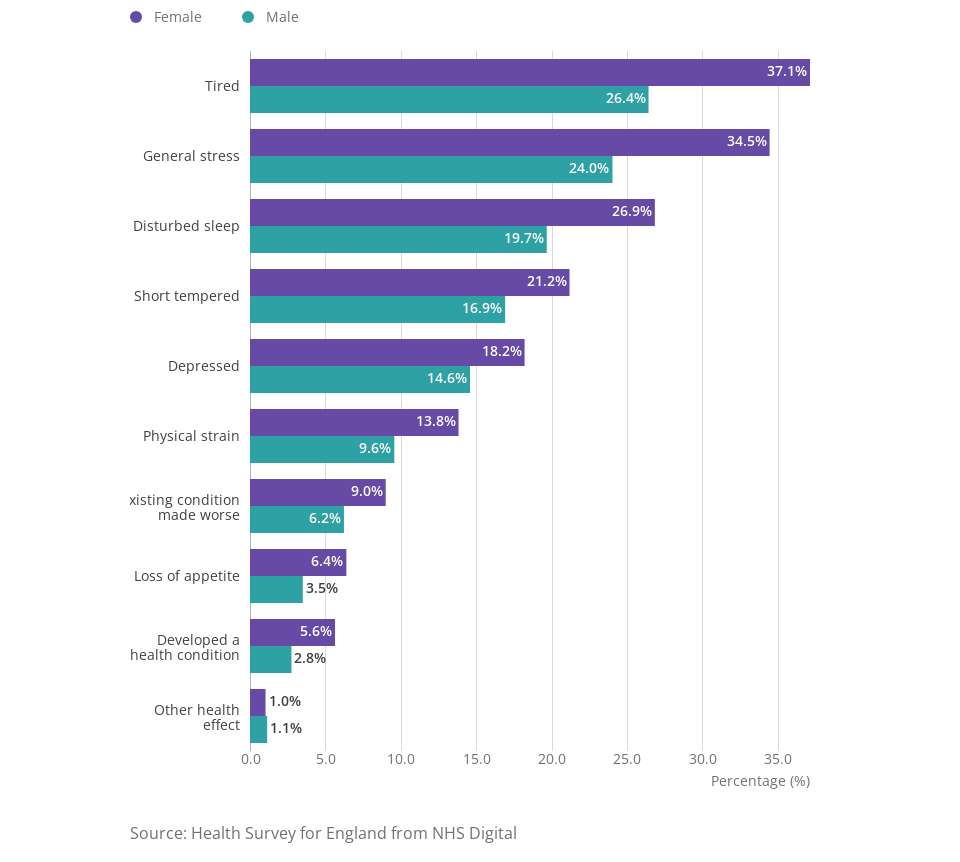 Female Male
Tired
37.1%
26.4%
General stress
34.5%
24.0%
Disturbed sleep
26.9%
19.7%
Short tempered
21.2%
16.9%
Depressed
18.2%
14.6%
Physical strain
13.8%
9.6%
xisting condition
made worse
9.0%
6.2%
Loss of appetite
6.4%
3.5%
Developed a
health condition
5.6%
2.8%
Other health
effect
1.0%
1.1%
0.0 5.0 10.0 15.0 20.0 25.0 30.0 35.0
Percentage (%)
Source: Health Survey for England from NHS Digital